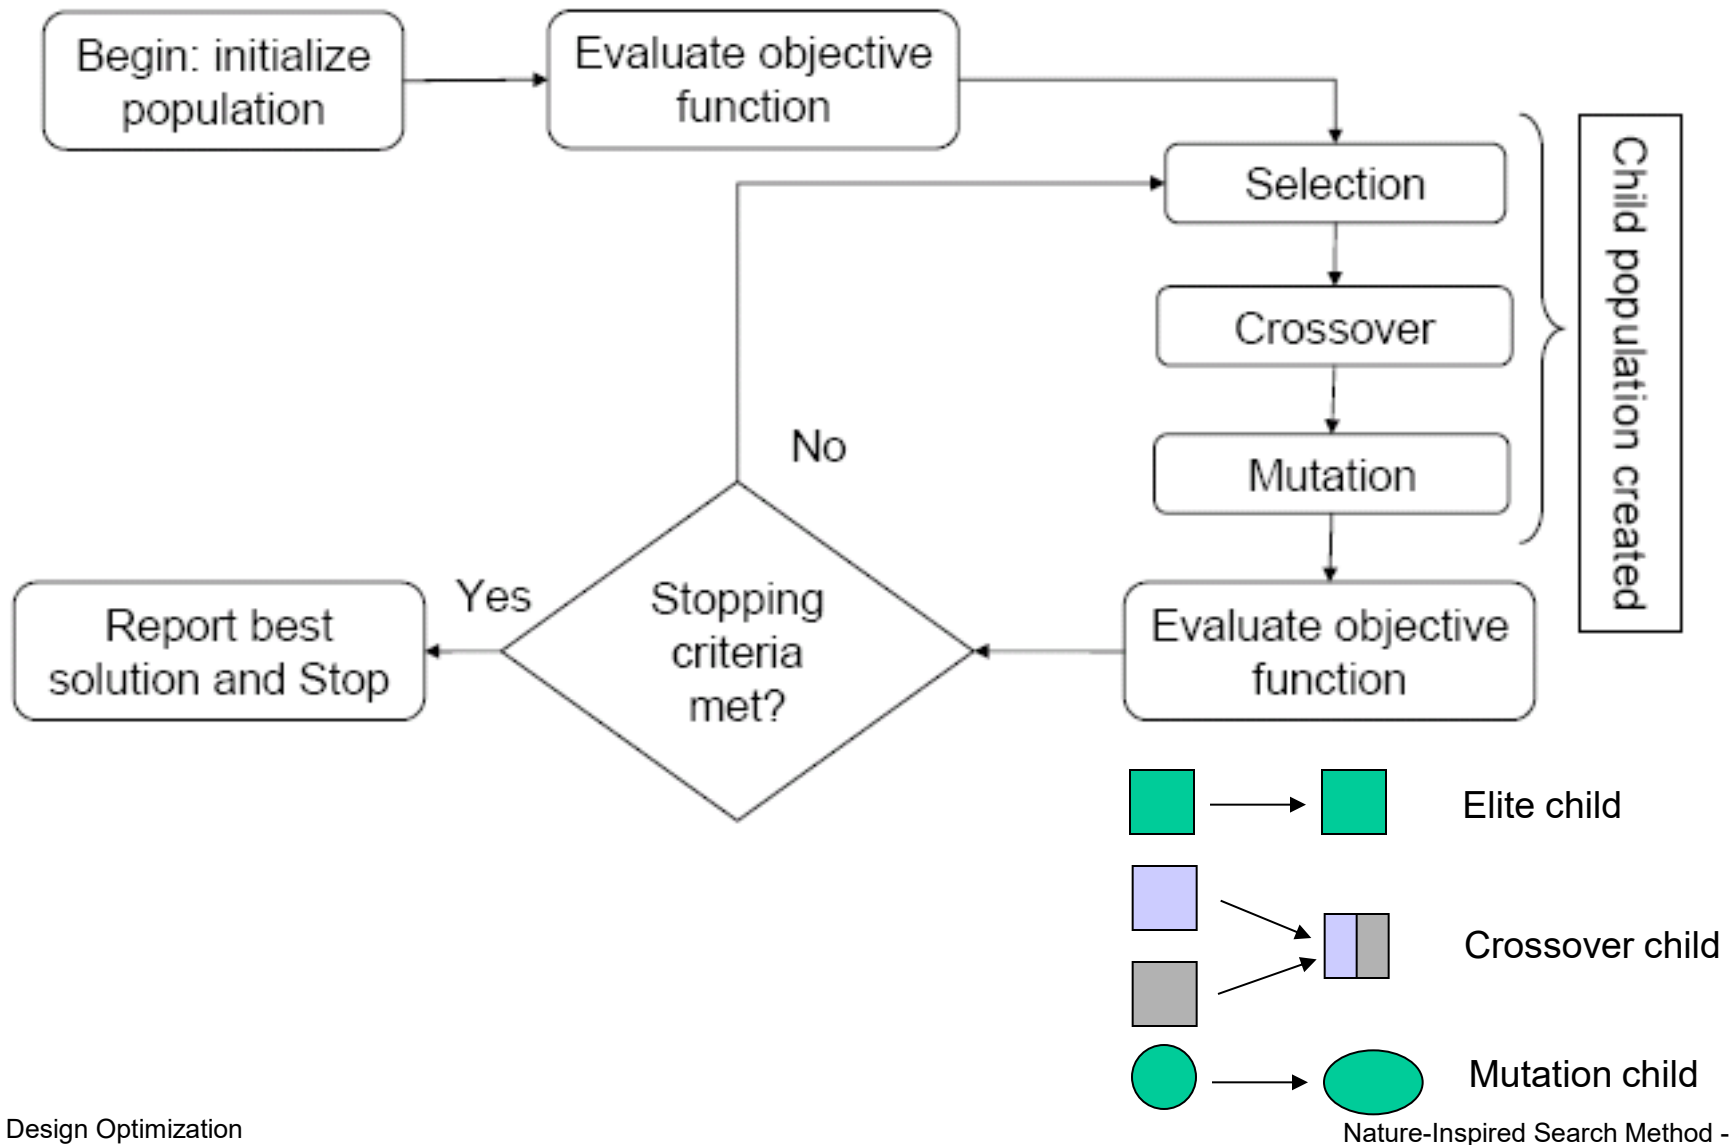 Begin: initialize
population
Evaluate objective
function
Selection
Crossover
Mutation
Child population created
No
Yes
Stopping
criteria
met?
Report best
solution and Stop
Evaluate objective
function
Elite child
Crossover child
Mutation child
Design Optimization
Nature-Inspired Search Method -